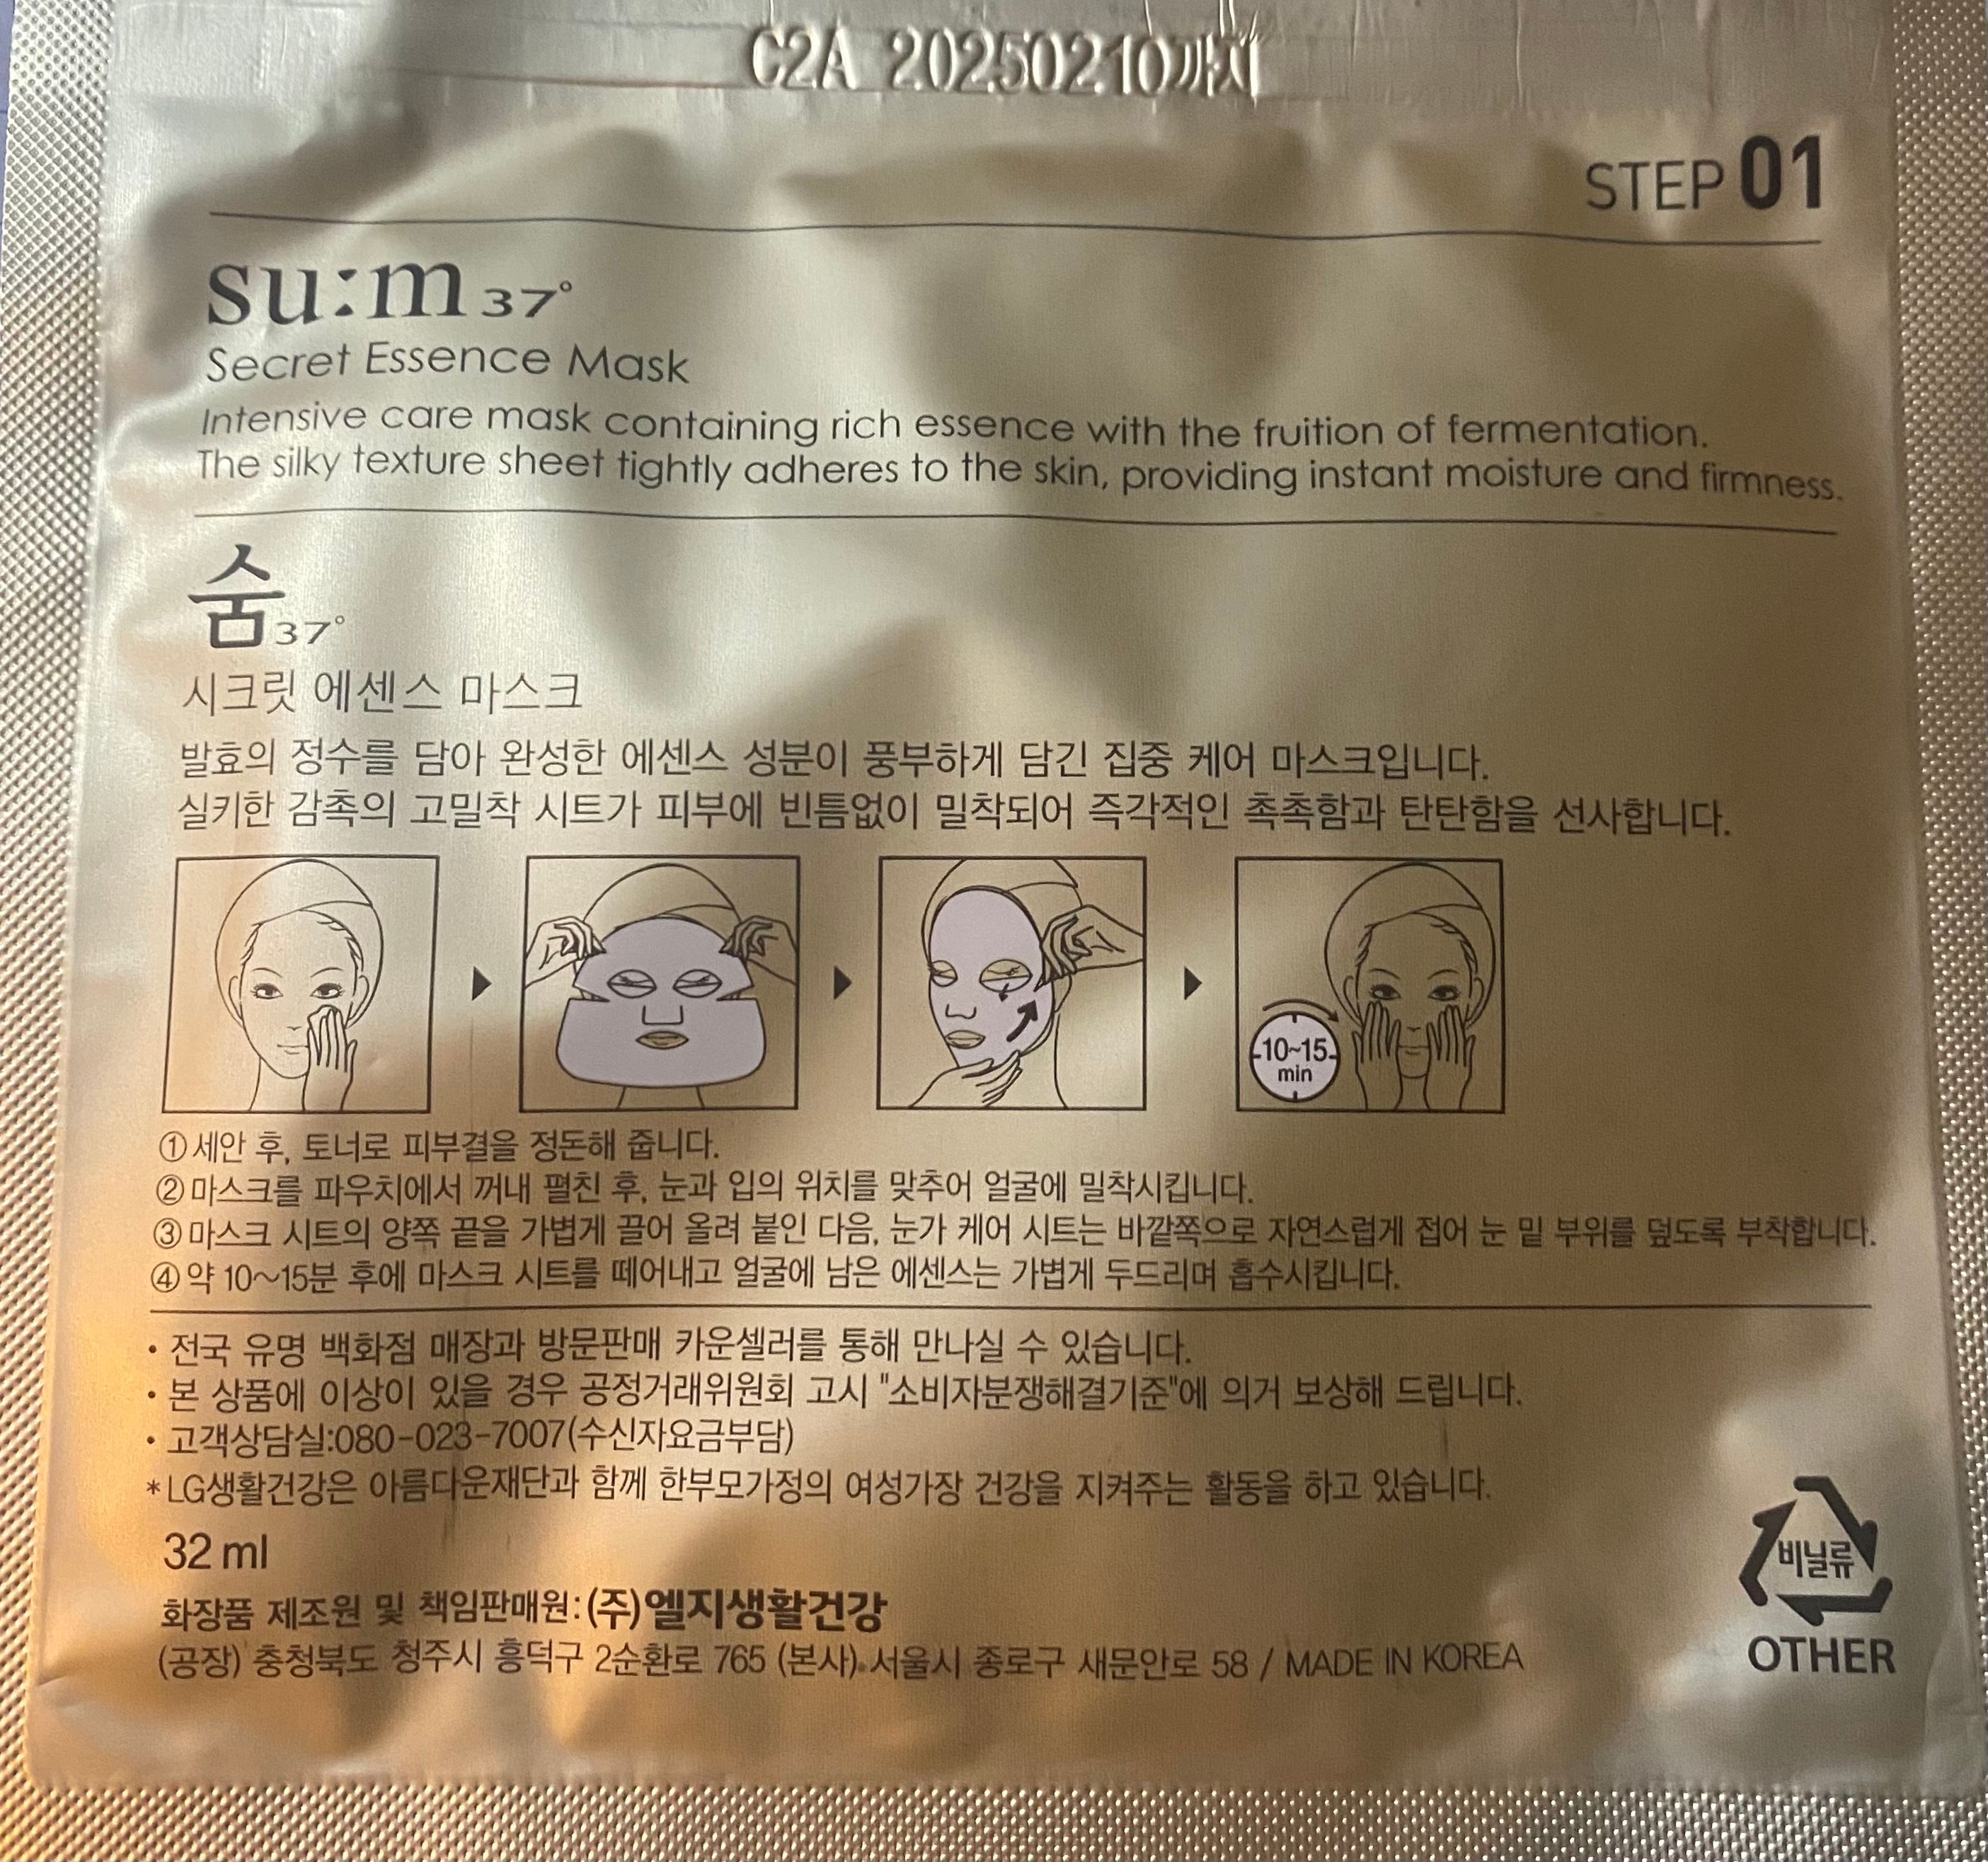 C2A 20250210까지
STEP 01
su:m37°
Secret Essence Mask
Intensive care mask containing rich essence with the fruition of fermentation.
The silky texture sheet tightly adheres to the skin, providing instant moisture and firmness.
숨37°
시크릿 에센스 마스크
발효의 정수를 담아 완성한 에센스 성분이 풍부하게 담긴 집중 케어 마스크입니다.
실키한 감촉의 고밀착 시트가 피부에 빈틈없이 밀착되어 즉각적인 촉촉함과 탄탄함을 선사합니다.
10~15
min
①세안 후, 토너로 피부결을 정돈해 줍니다.
②마스크를 파우치에서 꺼내 펼친 후, 눈과 입의 위치를 맞추어 얼굴에 밀착시킵니다.
③마스크 시트의 양쪽 끝을 가볍게 끌어 올려 붙인 다음, 눈가 케어 시트는 바깥쪽으로 자연스럽게 접어 눈 밑 부위를 덮도록 부착합니다.
④약 10~15분 후에 마스크 시트를 떼어내고 얼굴에 남은 에센스는 가볍게 두드리며 흡수시킵니다.
• 전국 유명 백화점 매장과 방문판매 카운셀러를 통해 만나실 수 있습니다.
• 본 상품에 이상이 있을 경우 공정거래위원회 고시 "소비자분쟁해결기준"에 의거 보상해 드립니다.
• 고객상담실:080-023-7007(수신자요금부담)
*LG생활건강은 아름다운재단과 함께 한부모가정의 여성가장 건강을 지켜주는 활동을 하고 있습니다.
32 ml
화장품 제조원 및 책임판매원:(주)엘지생활건강
(공장) 충청북도 청주시 흥덕구 2순환로 765 (본사) 서울시 종로구 새문안로 58 / MADE IN KOREA
비닐류
OTHER